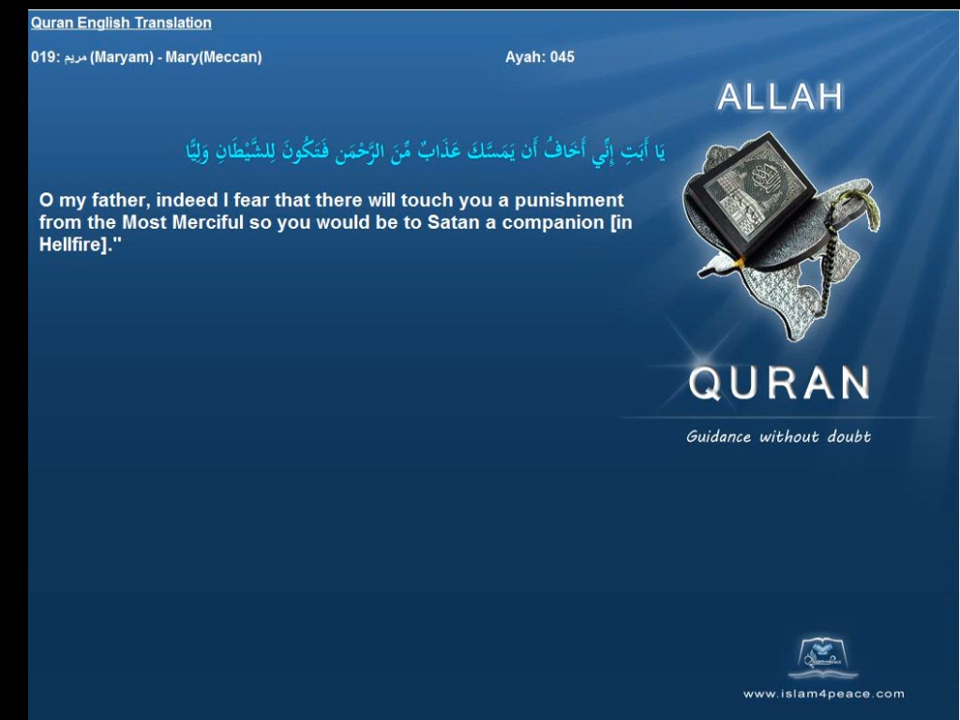 Quran English Translation
019: مريم (Maryam) - Mary(Meccan)
Ayah: 045
يَا أَبَتِ إِنِّي أَخَافُ أَن يَمَسَّكَ عَذَابٌ مِّنَ الرَّحْمَن فَتَكُونَ لِلشَّيْطَانِ وَلِيًّا
O my father, indeed I fear that there will touch you a punishment
from the Most Merciful so you would be to Satan a companion [in
Hellfire]."
ALLAH
QURAN
Guidance without doubt
www.islam4peace.com